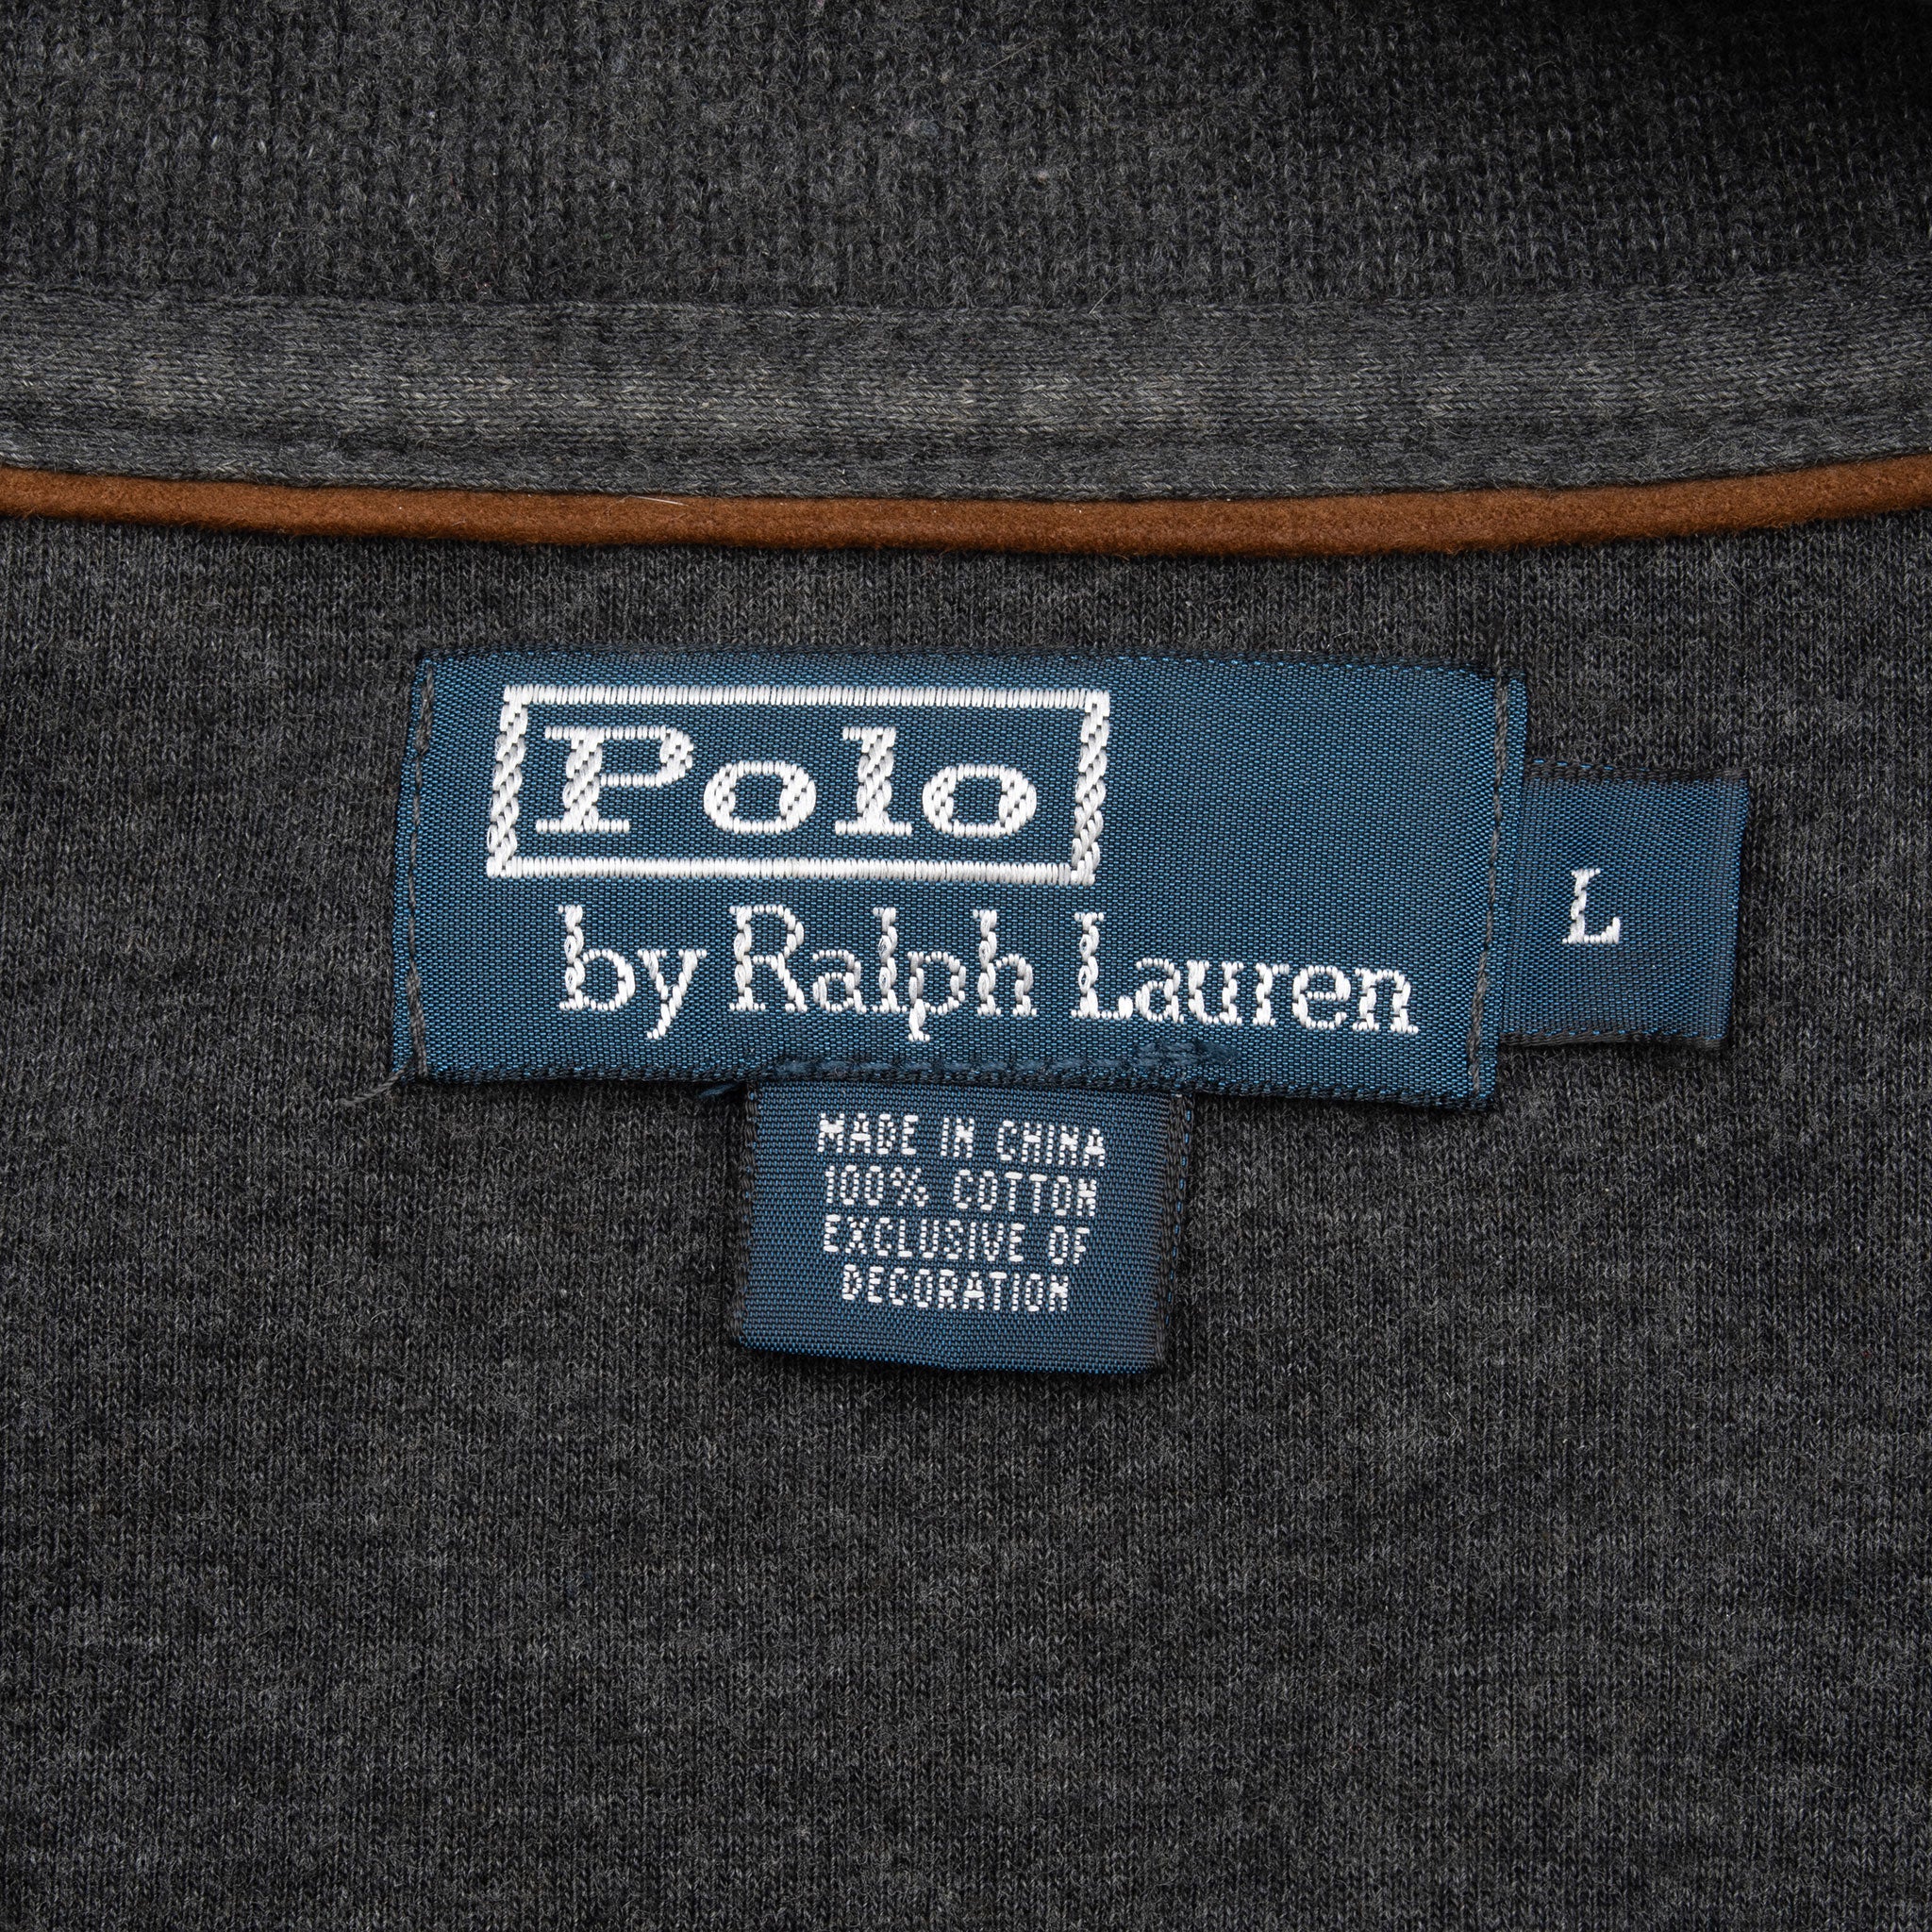 Polo
by Ralph Lauren
L
MADE IN CHINA
100% COTTON
EXCLUSIVE OF
DECORATION